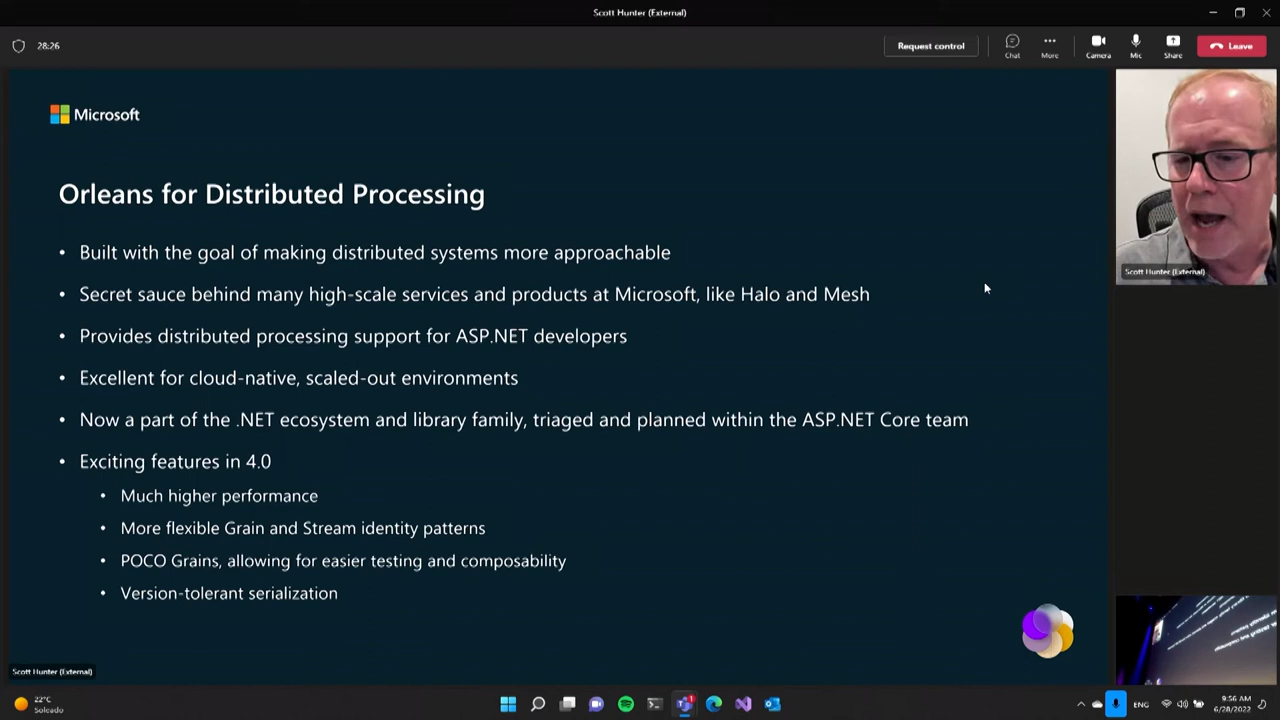 Scott Hunter (External)
28:26
Request control
Chat
More
Camera
Mic
Share
Leave
Microsoft
Orleans for Distributed Processing
• Built with the goal of making distributed systems more approachable
• Secret sauce behind many high-scale services and products at Microsoft, like Halo and Mesh
• Provides distributed processing support for ASP.NET developers
• Excellent for cloud-native, scaled-out environments
• Now a part of the .NET ecosystem and library family, triaged and planned within the ASP.NET Core team
• Exciting features in 4.0
• Much higher performance
• More flexible Grain and Stream identity patterns
• POCO Grains, allowing for easier testing and composability
• Version-tolerant serialization
Scott Hunter (External)
Scott Hunter (External)
22°C
Soleado
1
ENG
9:56 AM
6/28/2022